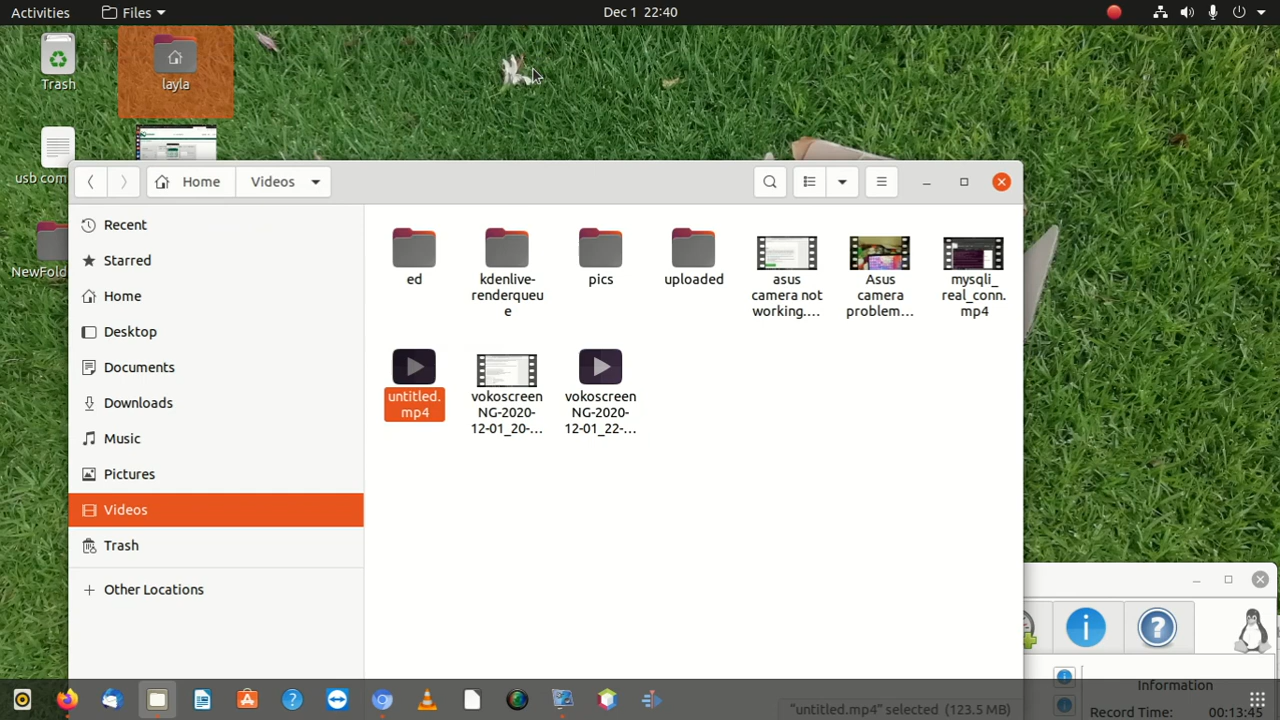 Activities
Files
Dec 1 22:40
Trash
layla
usb com
NewFold
Home
Videos
Recent
Starred
Home
Desktop
Documents
Downloads
Music
Pictures
Videos
Trash
Other Locations
ed
kdenlive-
renderqueu
e
pics
uploaded
asus
camera not
working....
Asus
camera
problem...
mysqli_
real_conn.
mp4
untitled.
mp4
vokoscreen
NG-2020-
12-01_20-...
vokoscreen
NG-2020-
12-01_22-...
Information
Record Time: 00:13:45
"untitled.mp4" selected (123.5 MB)